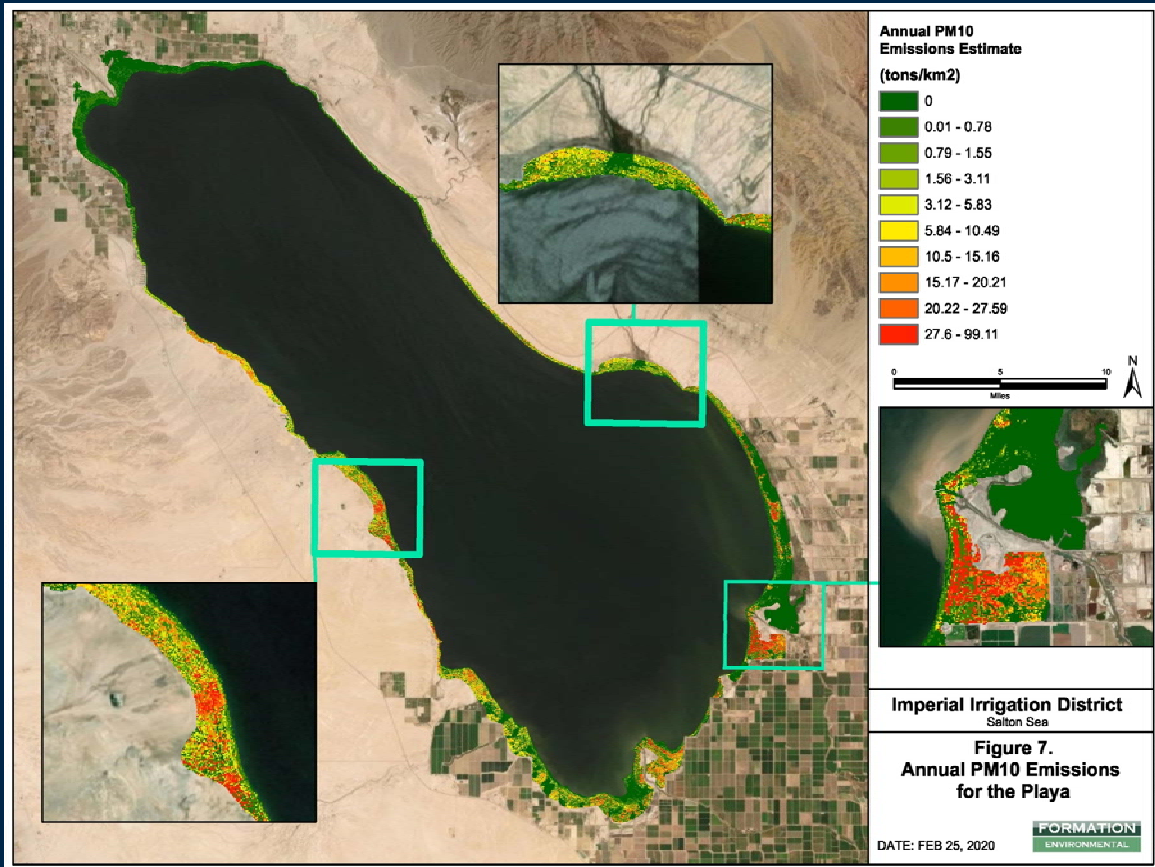 Annual PM10
Emissions Estimate
(tons/km2)
0
0.01 - 0.78
0.79 - 1.55
1.56 - 3.11
3.12 - 5.83
5.84 - 10.49
10.5 - 15.16
15.17 - 20.21
20.22 - 27.59
27.6 - 99.11
N
0 5 10
Miles
Imperial Irrigation District
Salton Sea
Figure 7.
Annual PM10 Emissions
for the Playa
DATE: FEB 25, 2020
FORMATION
ENVIRONMENTAL